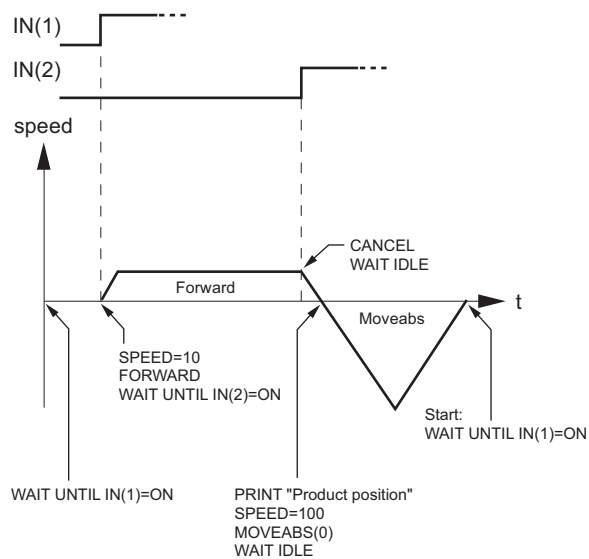 IN(1)
IN(2)
speed
CANCEL
WAIT IDLE
Forward
t
Moveabs
SPEED=10
FORWARD
WAIT UNTIL IN(2)=ON
Start:
WAIT UNTIL IN(1)=ON
WAIT UNTIL IN(1)=ON
PRINT "Product position"
SPEED=100
MOVEABS(0)
WAIT IDLE